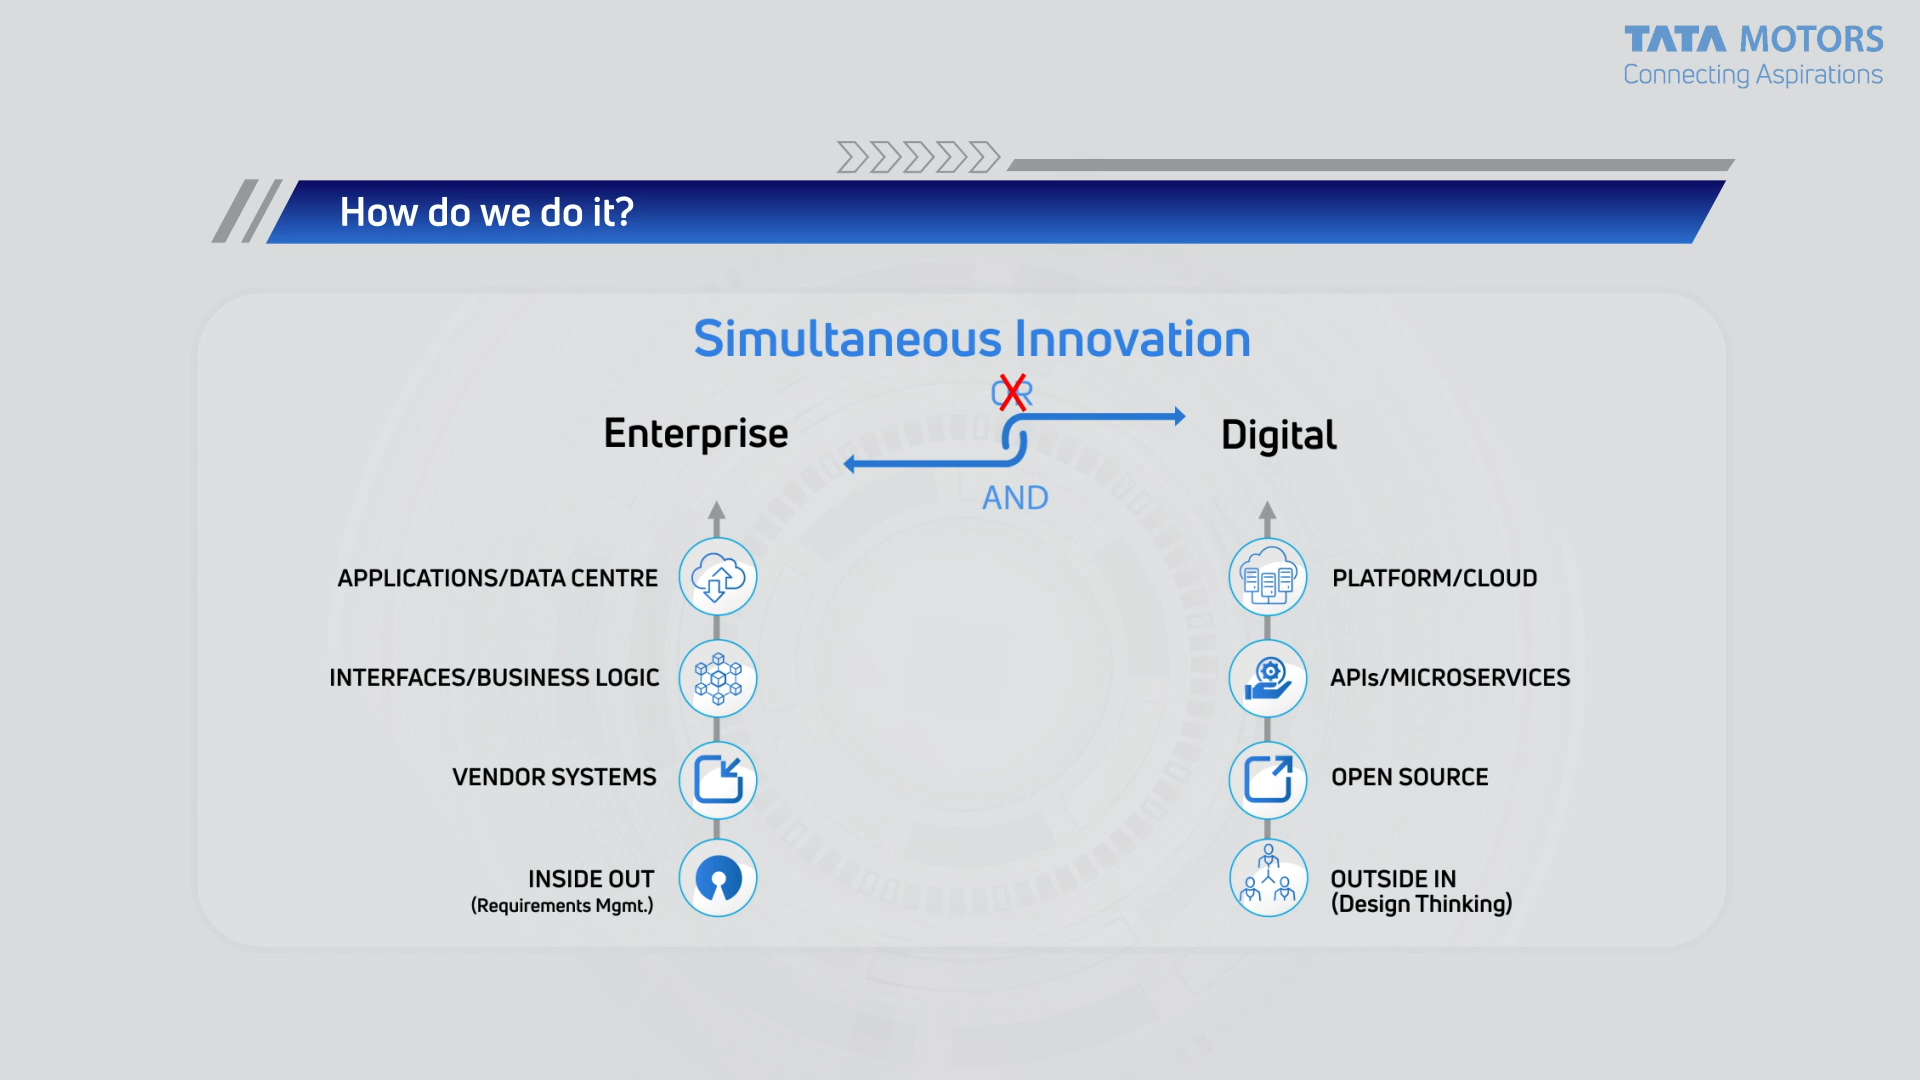 TATA MOTORS
Connecting Aspirations
How do we do it?
Simultaneous Innovation
OR
Enterprise
Digital
AND
APPLICATIONS/DATA CENTRE
PLATFORM/CLOUD
INTERFACES/BUSINESS LOGIC
APIs/MICROSERVICES
VENDOR SYSTEMS
OPEN SOURCE
INSIDE OUT
(Requirements Mgmt.)
OUTSIDE IN
(Design Thinking)